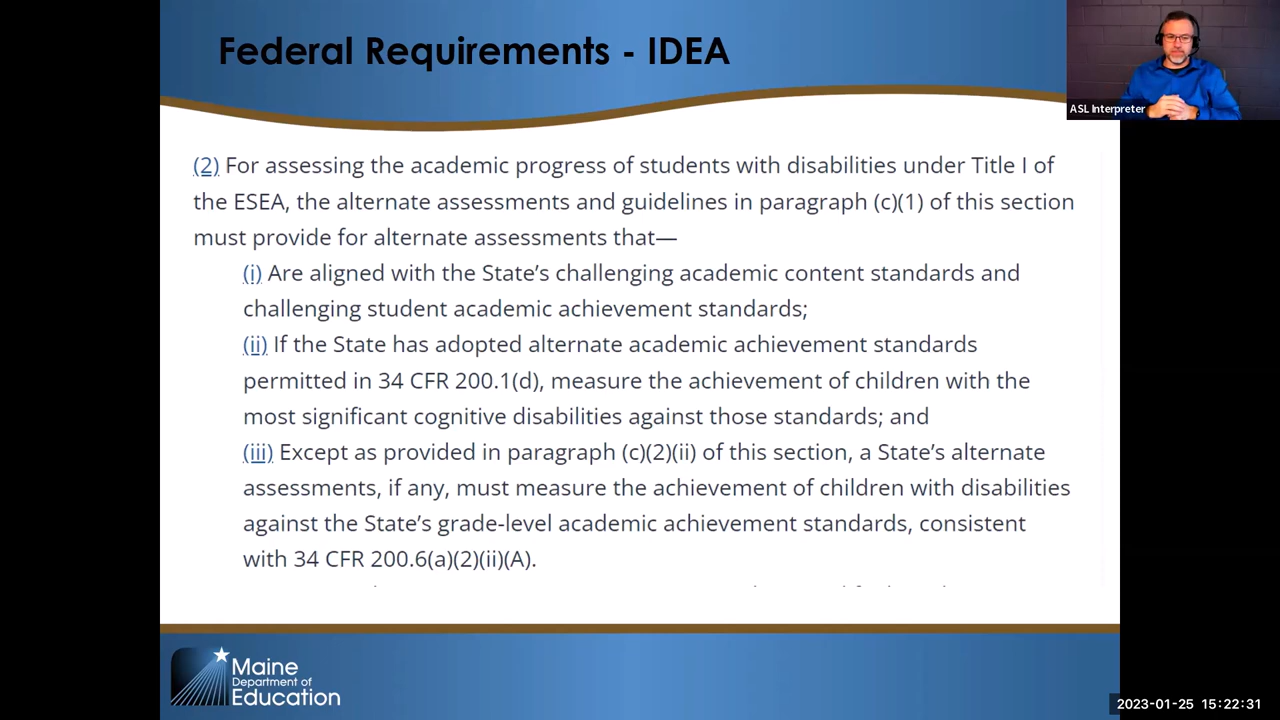 Federal Requirements - IDEA
ASL Interpreter
(2) For assessing the academic progress of students with disabilities under Title I of
the ESEA, the alternate assessments and guidelines in paragraph (c)(1) of this section
must provide for alternate assessments that—
(i) Are aligned with the State’s challenging academic content standards and
challenging student academic achievement standards;
(ii) If the State has adopted alternate academic achievement standards
permitted in 34 CFR 200.1(d), measure the achievement of children with the
most significant cognitive disabilities against those standards; and
(iii) Except as provided in paragraph (c)(2)(ii) of this section, a State’s alternate
assessments, if any, must measure the achievement of children with disabilities
against the State’s grade-level academic achievement standards, consistent
with 34 CFR 200.6(a)(2)(ii)(A).
Maine
Department of
Education
2023-01-25 15:22:31